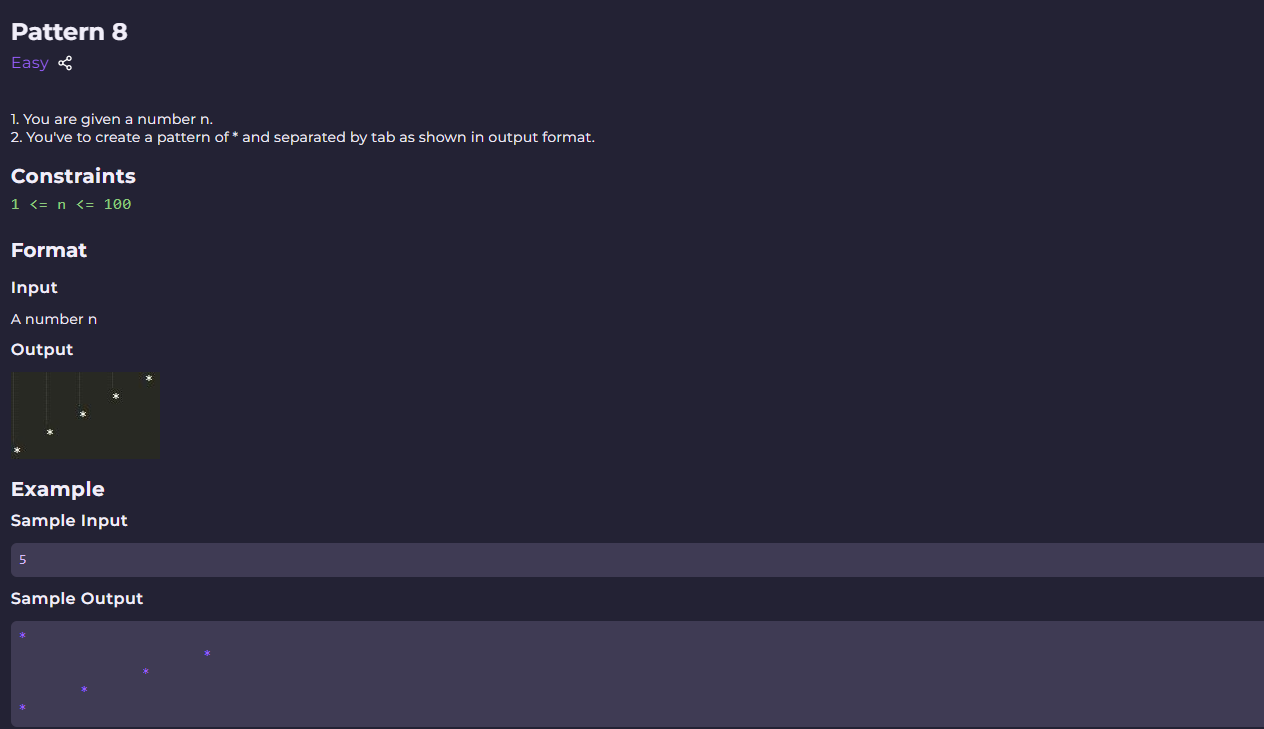 Pattern 8
Easy
1. You are given a number n.
2. You've to create a pattern of * and separated by tab as shown in output format.
Constraints
1 <= n <= 100
Format
Input
A number n
Output
				*
			*
		*
	*
*
Example
Sample Input
5
Sample Output
*
			*
		*
	*
*